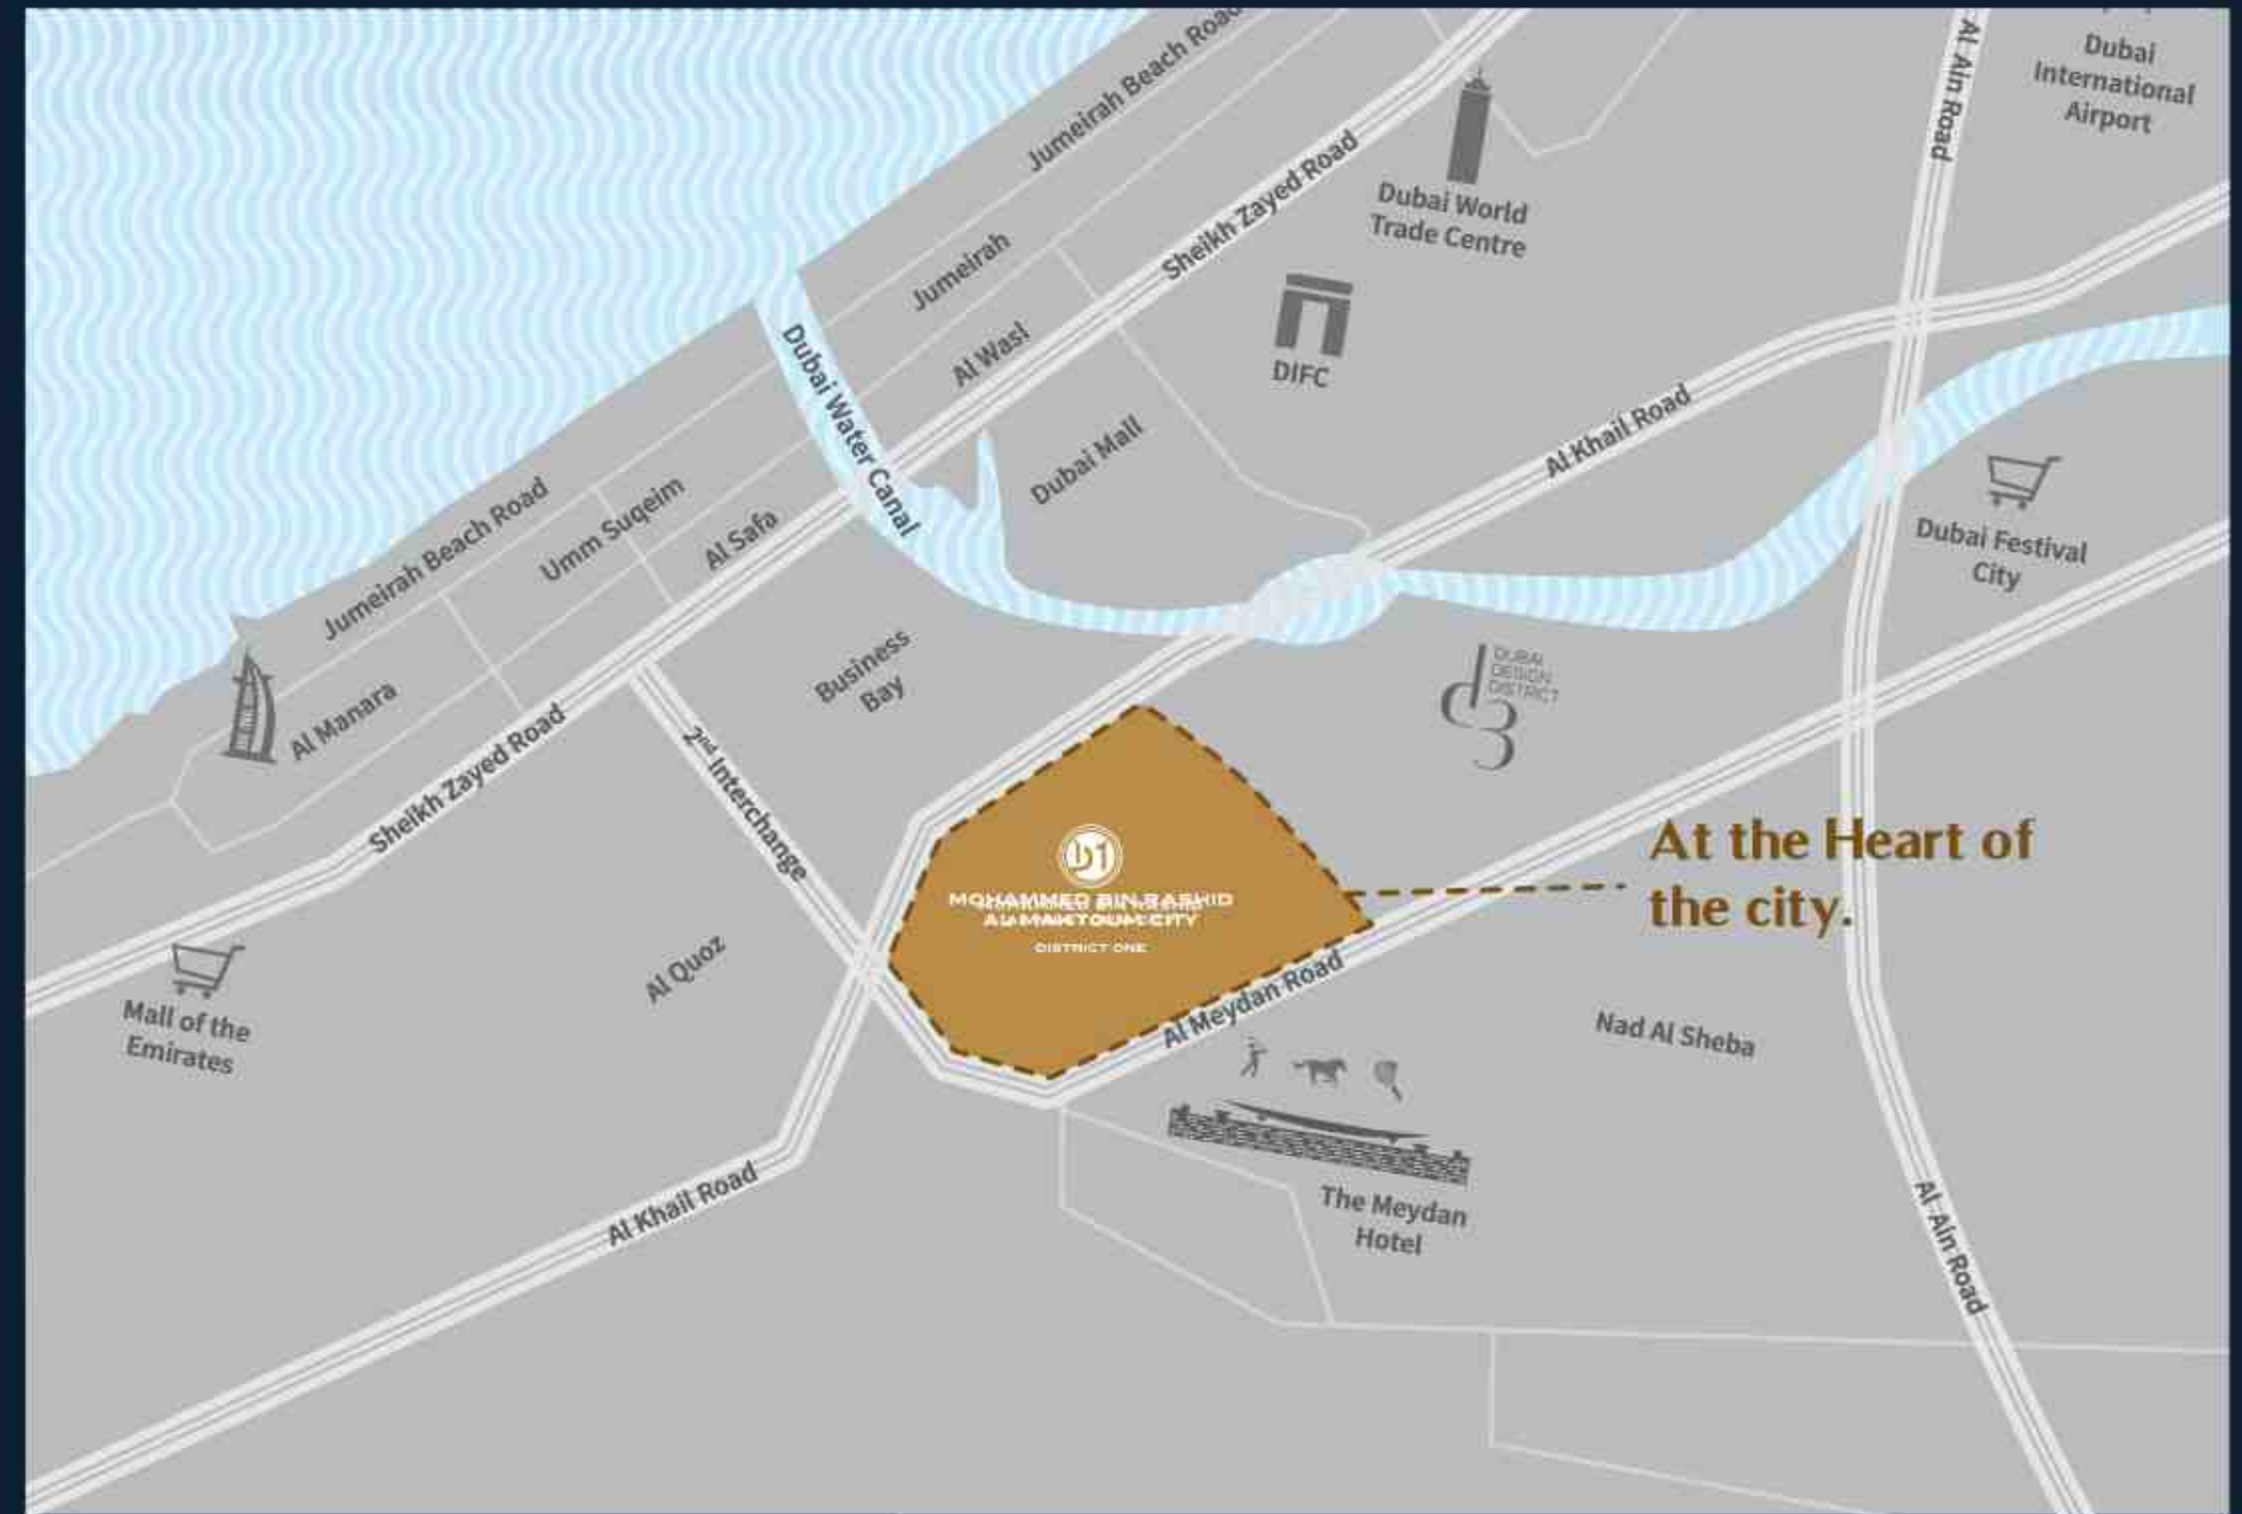 Jumeirah Beach Road
Al Ain Road
Dubai
International
Airport
Dubai World
Trade Centre
Sheikh Zayed Road
Jumeirah
Al Wasl
DIFC
Dubai Water Canal
Dubai Mall
Al Khail Road
Dubai Festival
City
Jumeirah Beach Road
Umm Suqeim
Al Safa
Al Manara
Business
Bay
DUBAI
DESIGN
DISTRICT
d3
Sheikh Zayed Road
2nd Interchange
D1
MOHAMMED BIN RASHID
AL MAKTOUM CITY
DISTRICT ONE
At the Heart of
the city.
Al Quoz
Mall of the
Emirates
Al Meydan Road
Nad Al Sheba
The Meydan
Hotel
Al Khail Road
Al Ain Road